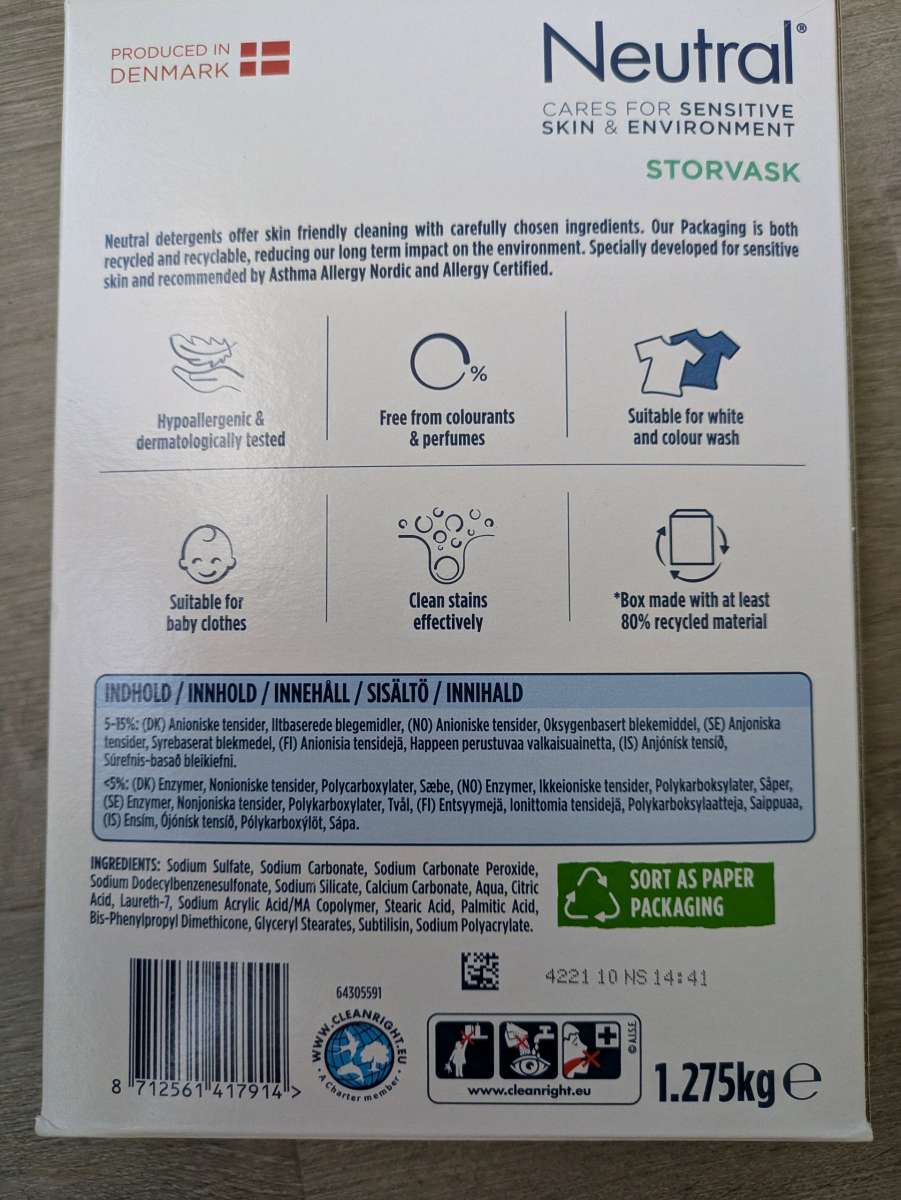 PRODUCED IN
DENMARK
Neutral®
CARES FOR SENSITIVE
SKIN & ENVIRONMENT
STORVASK
Neutral detergents offer skin friendly cleaning with carefully chosen ingredients. Our Packaging is both
recycled and recyclable, reducing our long term impact on the environment. Specially developed for sensitive
skin and recommended by Asthma Allergy Nordic and Allergy Certified.
Hypoallergenic &
dermatologically tested
%
Free from colourants
& perfumes
Suitable for white
and colour wash
Suitable for
baby clothes
Clean stains
effectively
*Box made with at least
80% recycled material
INDHOLD / INNHOLD / INNEHÅLL / SISÄLTÖ / INNIHALD
5-15%: (DK) Anioniske tensider, Iltbaserede blegemidler, (NO) Anioniske tensider, Oksygenbasert blekemiddel, (SE) Anjoniska
tensider, Syrebaserat blekmedel, (FI) Anionisia tensidejä, Happeen perustuvaa valkaisuainetta, (IS) Anjónísk tensíð,
Súrefnis-basað bleikiefni.
<5%: (DK) Enzymer, Nonioniske tensider, Polycarboxylater, Sæbe, (NO) Enzymer, Ikkeioniske tensider, Polykarboksylater, Såper,
(SE) Enzymer, Nonjoniska tensider, Polykarboxylater, Tvål, (FI) Entsyymejä, Ionittomia tensidejä, Polykarboksylaatteja, Saippuaa,
(IS) Ensím, Ójónísk tensíð, Pólýkarboxýlöt, Sápa.
INGREDIENTS: Sodium Sulfate, Sodium Carbonate, Sodium Carbonate Peroxide,
Sodium Dodecylbenzenesulfonate, Sodium Silicate, Calcium Carbonate, Aqua, Citric
Acid, Laureth-7, Sodium Acrylic Acid/MA Copolymer, Stearic Acid, Palmitic Acid,
Bis-Phenylpropyl Dimethicone, Glyceryl Stearates, Subtilisin, Sodium Polyacrylate.
SORT AS PAPER
PACKAGING
4221 10 NS 14:41
64305591
WWW.CLEANRIGHT.EU
A Charter member
© A.I.S.E.
www.cleanright.eu
8 712561 417914 >
1.275kg ℮